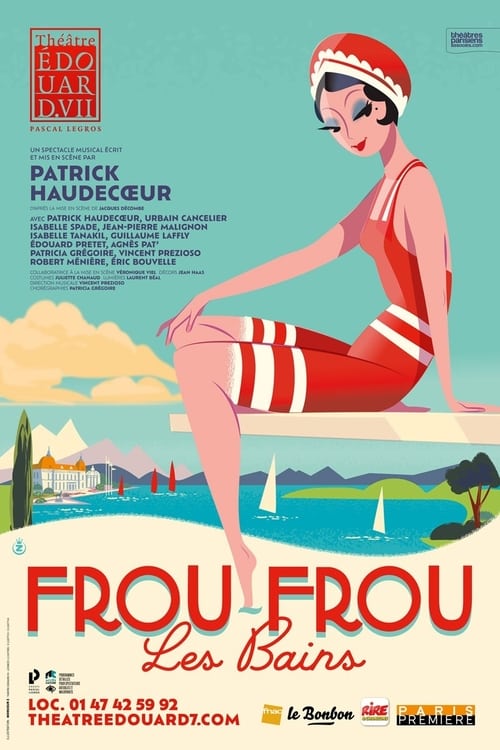 Théâtre
ÉDO
UAR
D.VII
PASCAL LEGROS
théâtres
parisiens
associés.com
UN SPECTACLE MUSICAL ÉCRIT
ET MIS EN SCÈNE PAR
PATRICK
HAUDECŒUR
D'APRÈS LA MISE EN SCÈNE DE JACQUES DÉCOMBE
AVEC PATRICK HAUDECŒUR, URBAIN CANCELIER
ISABELLE SPADE, JEAN-PIERRE MALIGNON
ISABELLE TANAKIL, GUILLAUME LAFFLY
ÉDOUARD PRETET, AGNÈS PAT'
PATRICIA GRÉGOIRE, VINCENT PREZIOSO
ROBERT MÉNIÈRE, ÉRIC BOUVELLE
COLLABORATRICE À LA MISE EN SCÈNE VÉRONIQUE VIEL DÉCORS JEAN HAAS
COSTUMES JULIETTE CHANAUD LUMIÈRES LAURENT BÉAL
DIRECTION MUSICALE VINCENT PREZIOSO
CHORÉGRAPHIES PATRICIA GRÉGOIRE
FROU-FROU
Les Bains
LOC. 01 47 42 59 92
THEATREEDOUARD7.COM
fnac
le Bonbon
RIRE
PARIS
PREMIÈRE